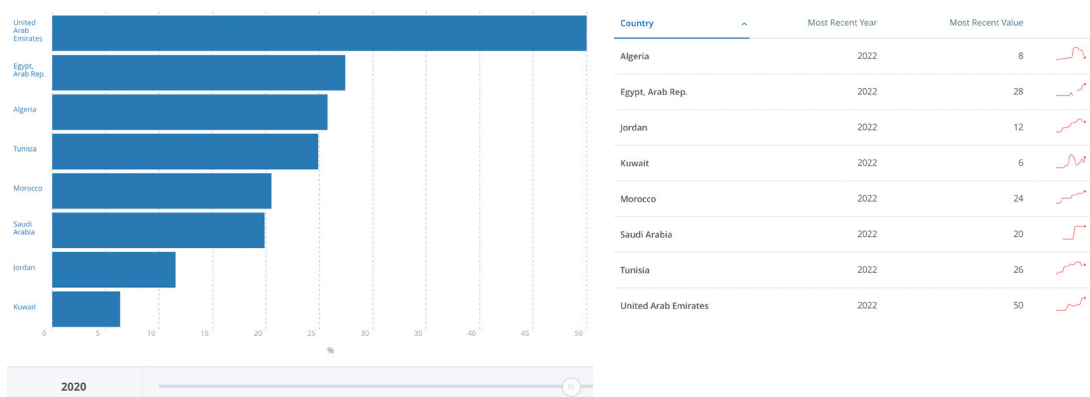 United
Arab
Emirates
Egypt,
Arab Rep.
Algeria
Tunisia
Morocco
Saudi
Arabia
Jordan
Kuwait
0 5 10 15 20 25 30 35 40 45 50
%
2020
Country Most Recent Year Most Recent Value
Algeria 2022 8
Egypt, Arab Rep. 2022 28
Jordan 2022 12
Kuwait 2022 6
Morocco 2022 24
Saudi Arabia 2022 20
Tunisia 2022 26
United Arab Emirates 2022 50